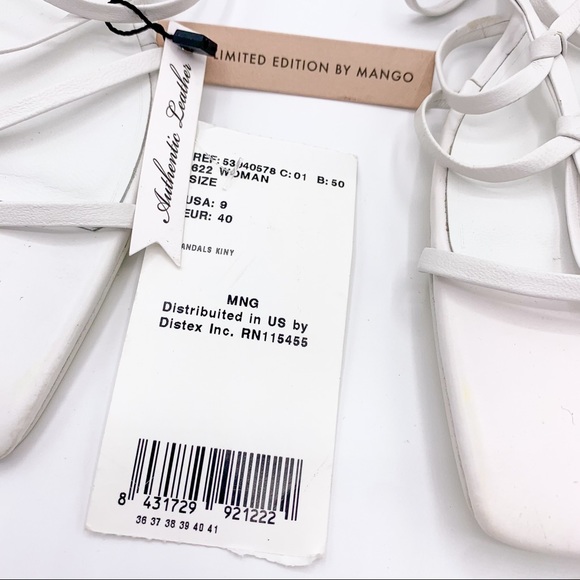 LIMITED EDITION BY MANGO
Authentic Leather
REF: 53040578 C: 01 B: 50
622 WOMAN
SIZE
USA: 9
EUR: 40
ANDALS KINY
MNG
Distribuited in US by
Distex Inc. RN115455
8 431729 921222
36 37 38 39 40 41